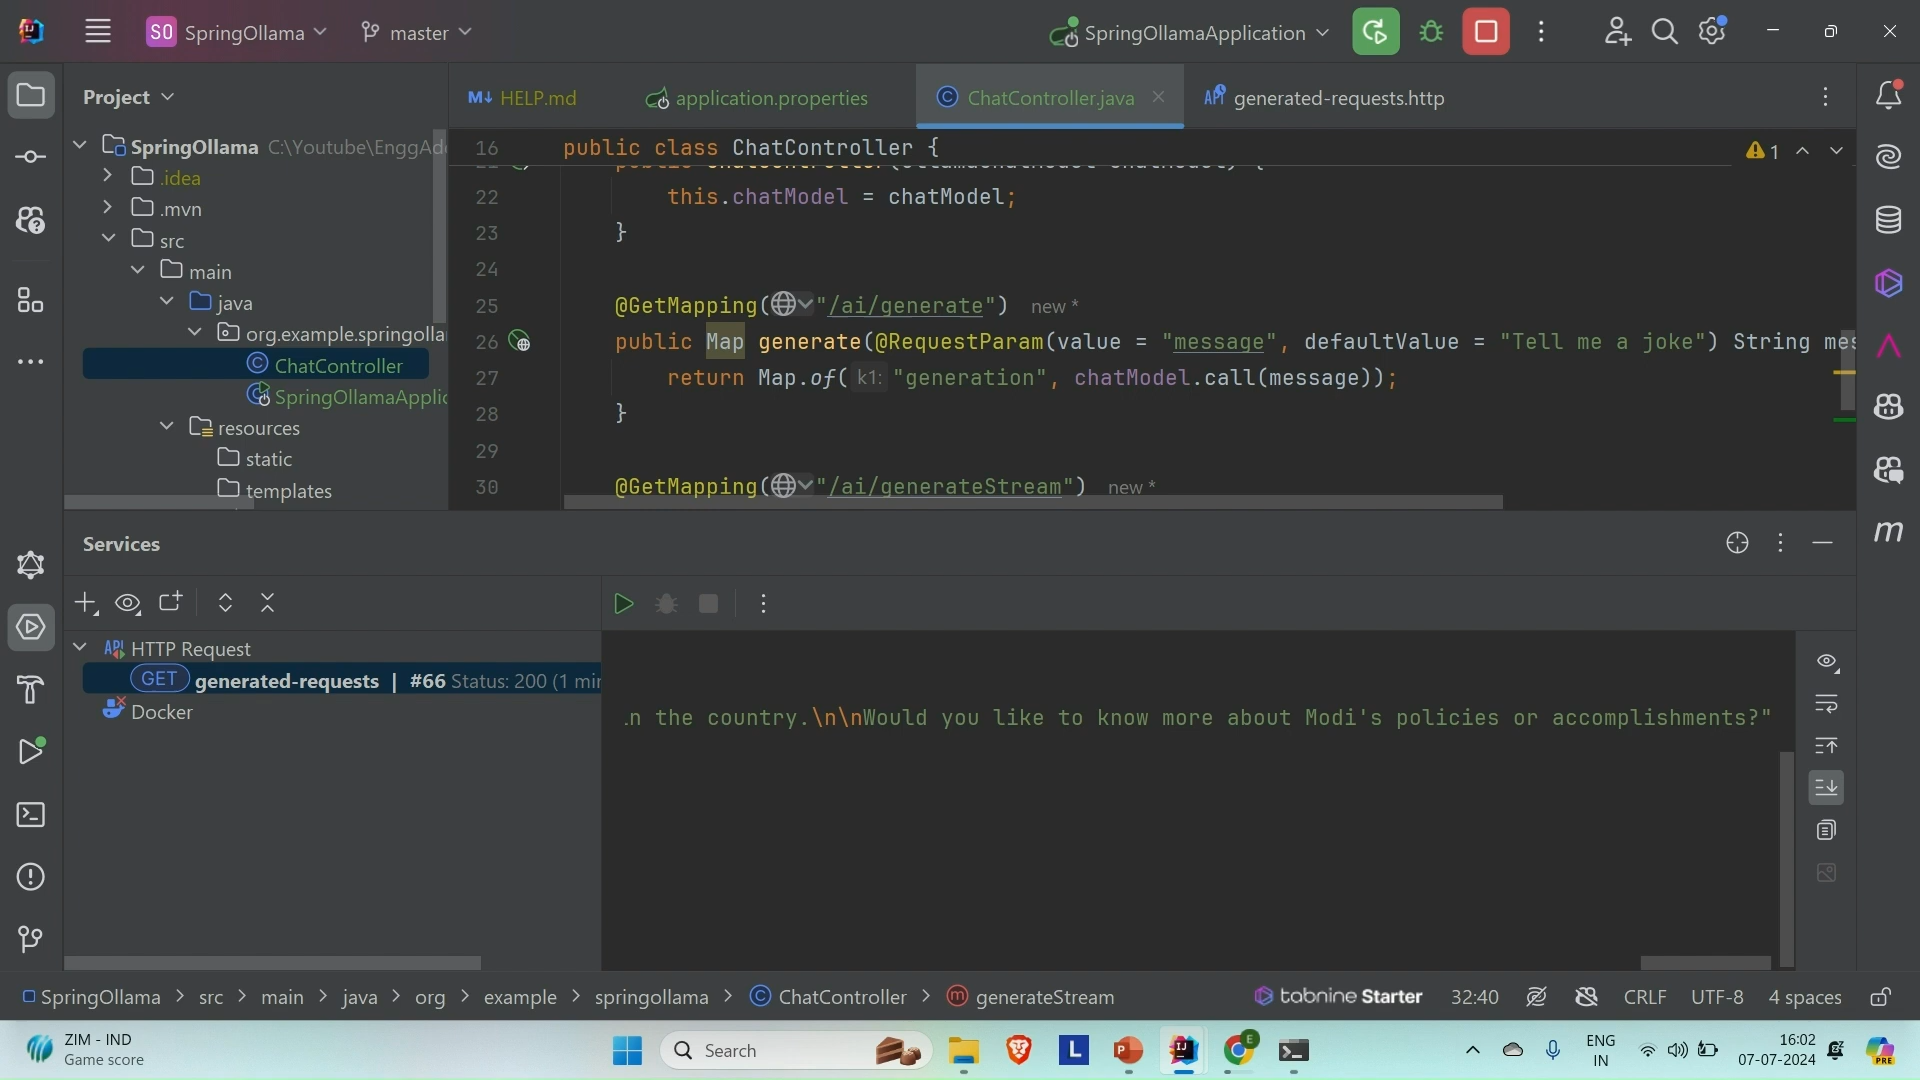 SO SpringOllama master SpringOllamaApplication
Project
HELP.md application.properties ChatController.java generated-requests.http
SpringOllama C:\Youtube\EnggAd
.idea
.mvn
src
main
java
org.example.springolla
ChatController
SpringOllamaApplic
resources
static
templates
16 public class ChatController {
22 this.chatModel = chatModel;
23 }
24
25 @GetMapping("/ai/generate") new *
26 public Map generate(@RequestParam(value = "message", defaultValue = "Tell me a joke") String mes
27 return Map.of( k1: "generation", chatModel.call(message));
28 }
29
30 @GetMapping("/ai/generateStream") new *
1
Services
HTTP Request
GET generated-requests | #66 Status: 200 (1 mi
Docker
.n the country.\n\nWould you like to know more about Modi's policies or accomplishments?"
SpringOllama > src > main > java > org > example > springollama > ChatController > generateStream
tabnine Starter 32:40 CRLF UTF-8 4 spaces
ZIM - IND
Game score
Search
ENG
IN
16:02
07-07-2024
PRE